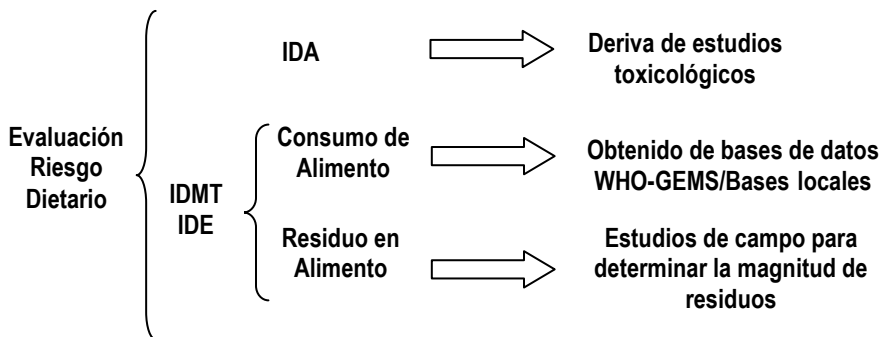 Evaluación
Riesgo
Dietario
IDA
Deriva de estudios
toxicológicos
IDMT
IDE
Consumo de
Alimento
Obtenido de bases de datos
WHO-GEMS/Bases locales
Residuo en
Alimento
Estudios de campo para
determinar la magnitud de
residuos